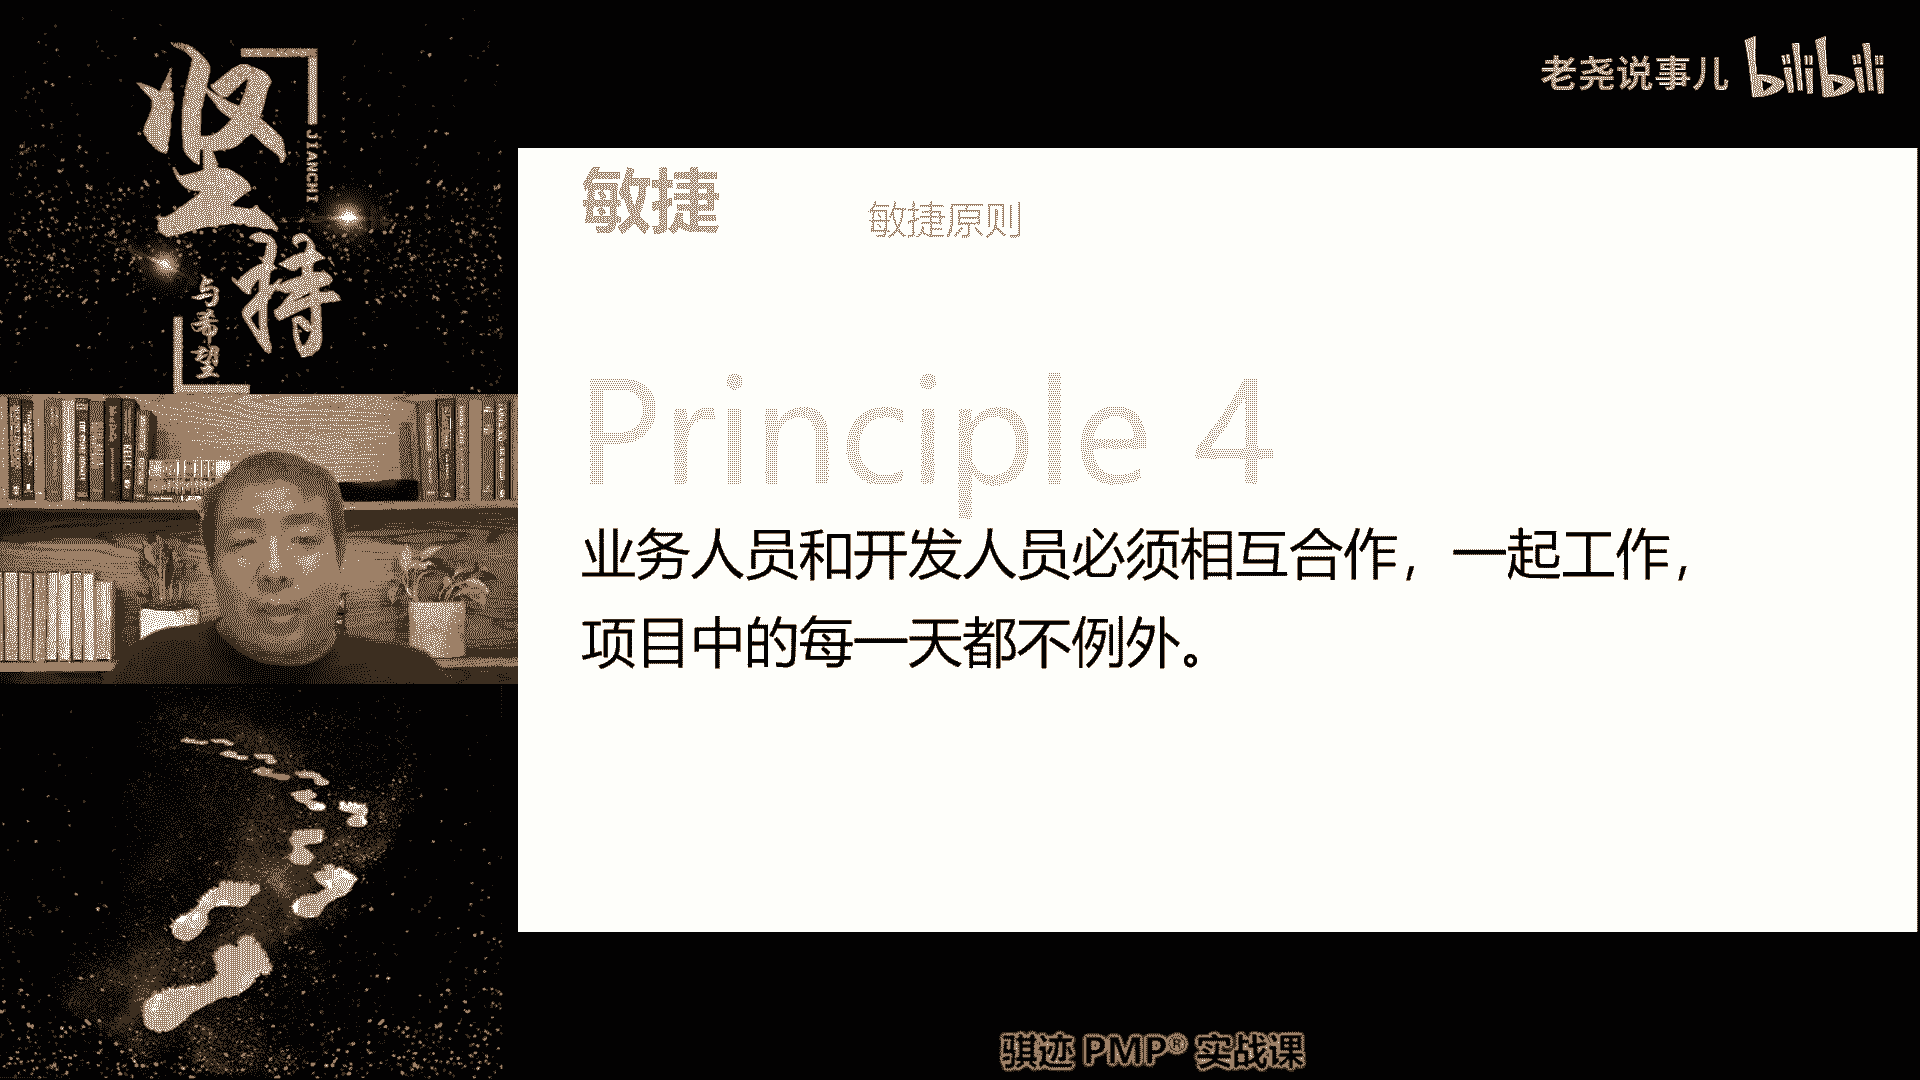 坚持
JIANCHI
与希望
老尧说事儿 bilibili
敏捷
敏捷原则
Principle 4
业务人员和开发人员必须相互合作，一起工作，
项目中的每一天都不例外。
骐迹 PMP® 实战课